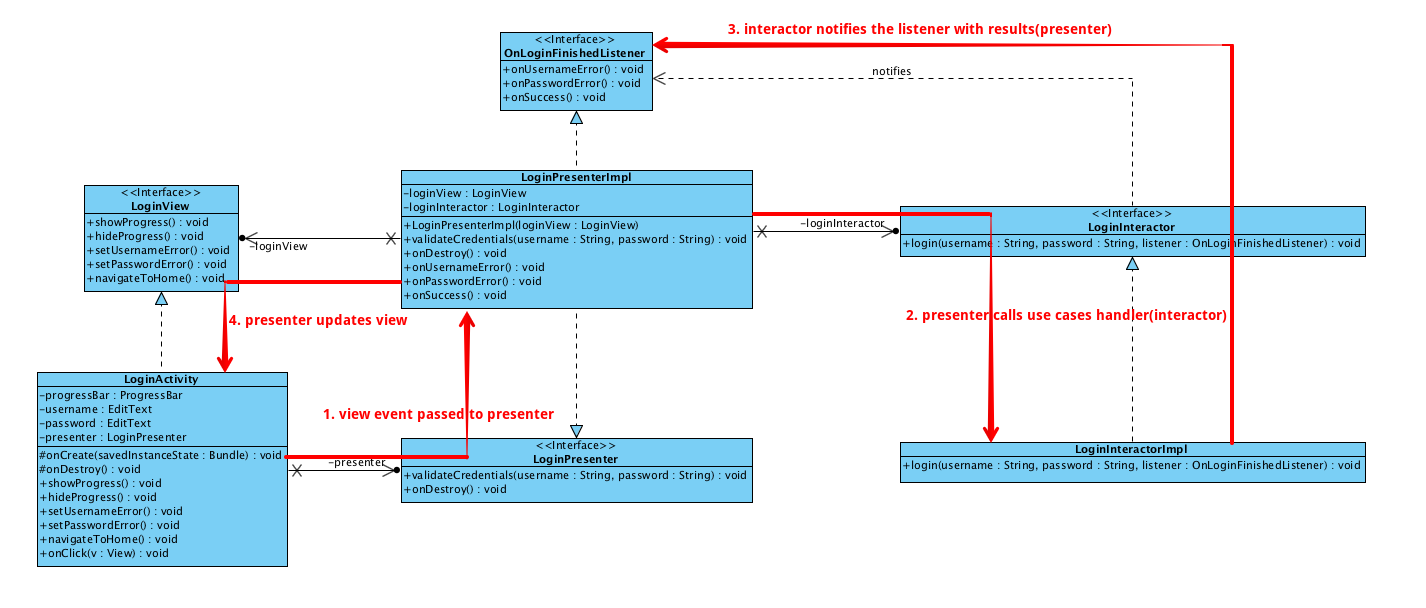 3. interactor notifies the listener with results(presenter)
<<Interface>>
OnLoginFinishedListener
+onUsernameError() : void
+onPasswordError() : void
+onSuccess() : void
notifies
LoginPresenterImpl
-loginView : LoginView
-loginInteractor : LoginInteractor
+LoginPresenterImpl(loginView : LoginView)
+validateCredentials(username : String, password : String) : void
+onDestroy() : void
+onUsernameError() : void
+onPasswordError() : void
+onSuccess() : void
<<Interface>>
LoginView
+showProgress() : void
+hideProgress() : void
+setUsernameError() : void
+setPasswordError() : void
+navigateToHome() : void
-loginView
-loginInteractor
<<Interface>>
LoginInteractor
+login(username : String, password : String, listener : OnLoginFinishedListener) : void
4. presenter updates view
2. presenter calls use cases handler(interactor)
1. view event passed to presenter
LoginActivity
-progressBar : ProgressBar
-username : EditText
-password : EditText
-presenter : LoginPresenter
#onCreate(savedInstanceState : Bundle) : void
#onDestroy() : void
+showProgress() : void
+hideProgress() : void
+setUsernameError() : void
+setPasswordError() : void
+navigateToHome() : void
+onClick(v : View) : void
-presenter
<<Interface>>
LoginPresenter
+validateCredentials(username : String, password : String) : void
+onDestroy() : void
LoginInteractorImpl
+login(username : String, password : String, listener : OnLoginFinishedListener) : void